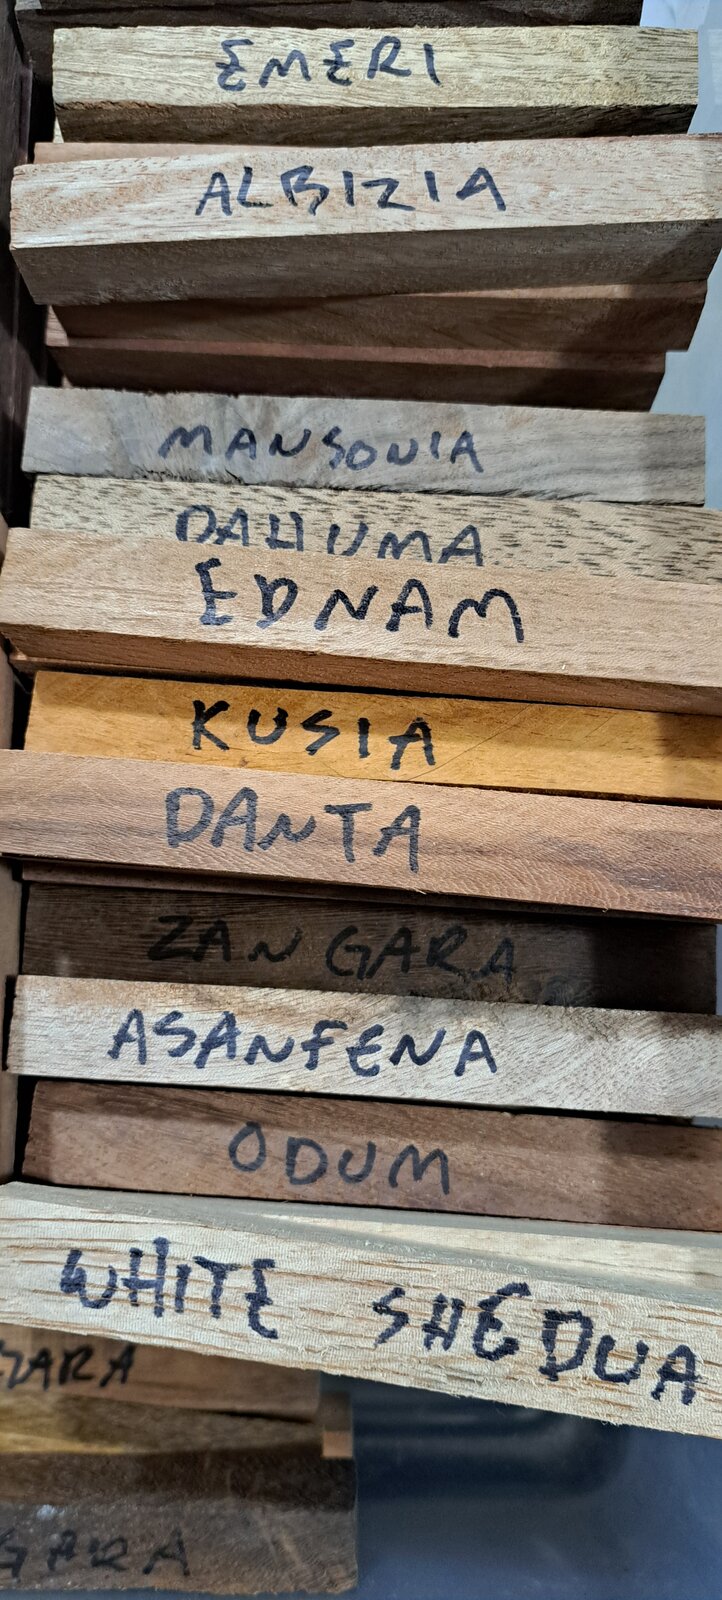 EMERI
ALBIZIA
MANSONIA
DAHUMA
EDNAM
KUSIA
DANTA
ZANGARA
ASANFENA
ODUM
WHITE SHEDUA